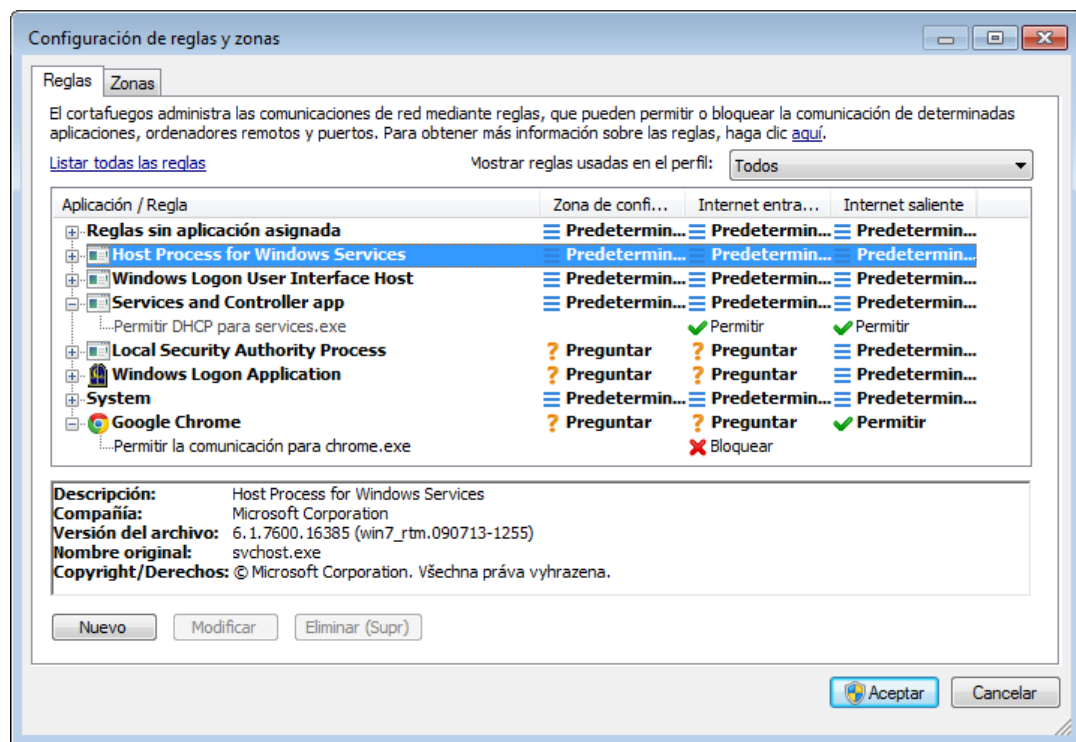 Configuración de reglas y zonas
Reglas Zonas
El cortafuegos administra las comunicaciones de red mediante reglas, que pueden permitir o bloquear la comunicación de determinadas
aplicaciones, ordenadores remotos y puertos. Para obtener más información sobre las reglas, haga clic aquí.
Listar todas las reglas Mostrar reglas usadas en el perfil: Todos
Aplicación / Regla Zona de confi... Internet entra... Internet saliente
Reglas sin aplicación asignada Predetermin... Predetermin... Predetermin...
Host Process for Windows Services Predetermin... Predetermin... Predetermin...
Windows Logon User Interface Host Predetermin... Predetermin... Predetermin...
Services and Controller app Predetermin... Predetermin... Predetermin...
Permitir DHCP para services.exe Permitir Permitir
Local Security Authority Process ? Preguntar ? Preguntar Predetermin...
Windows Logon Application ? Preguntar ? Preguntar Predetermin...
System Predetermin... Predetermin... Predetermin...
Google Chrome ? Preguntar ? Preguntar Permitir
Permitir la comunicación para chrome.exe Bloquear
Descripción: Host Process for Windows Services
Compañía: Microsoft Corporation
Versión del archivo: 6.1.7600.16385 (win7_rtm.090713-1255)
Nombre original: svchost.exe
Copyright/Derechos: © Microsoft Corporation. Všechna práva vyhrazena.
Nuevo Modificar Eliminar (Supr)
Aceptar Cancelar